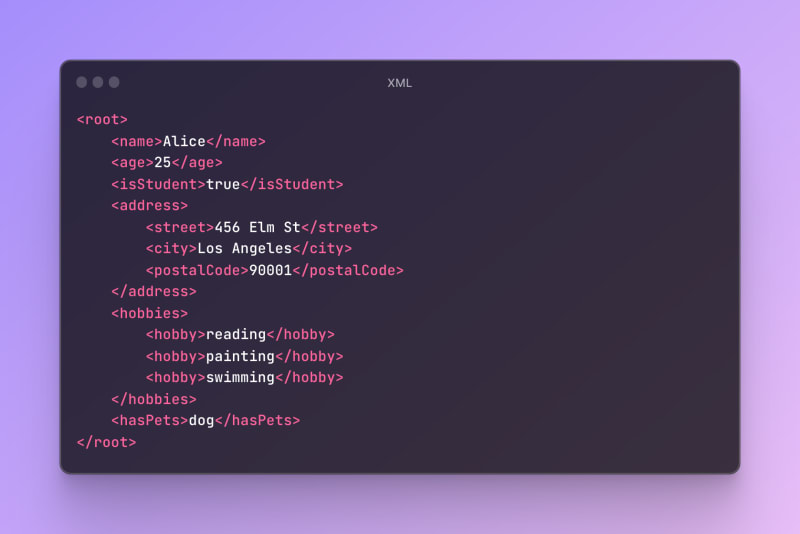 XML
<root>
    <name>Alice</name>
    <age>25</age>
    <isStudent>true</isStudent>
    <address>
        <street>456 Elm St</street>
        <city>Los Angeles</city>
        <postalCode>90001</postalCode>
    </address>
    <hobbies>
        <hobby>reading</hobby>
        <hobby>painting</hobby>
        <hobby>swimming</hobby>
    </hobbies>
    <hasPets>dog</hasPets>
</root>